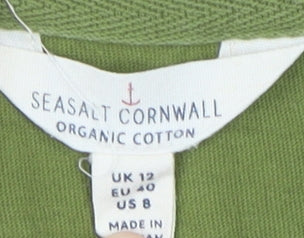 SEASALT CORNWALL
ORGANIC COTTON
UK 12
EU 40
US 8
MADE IN